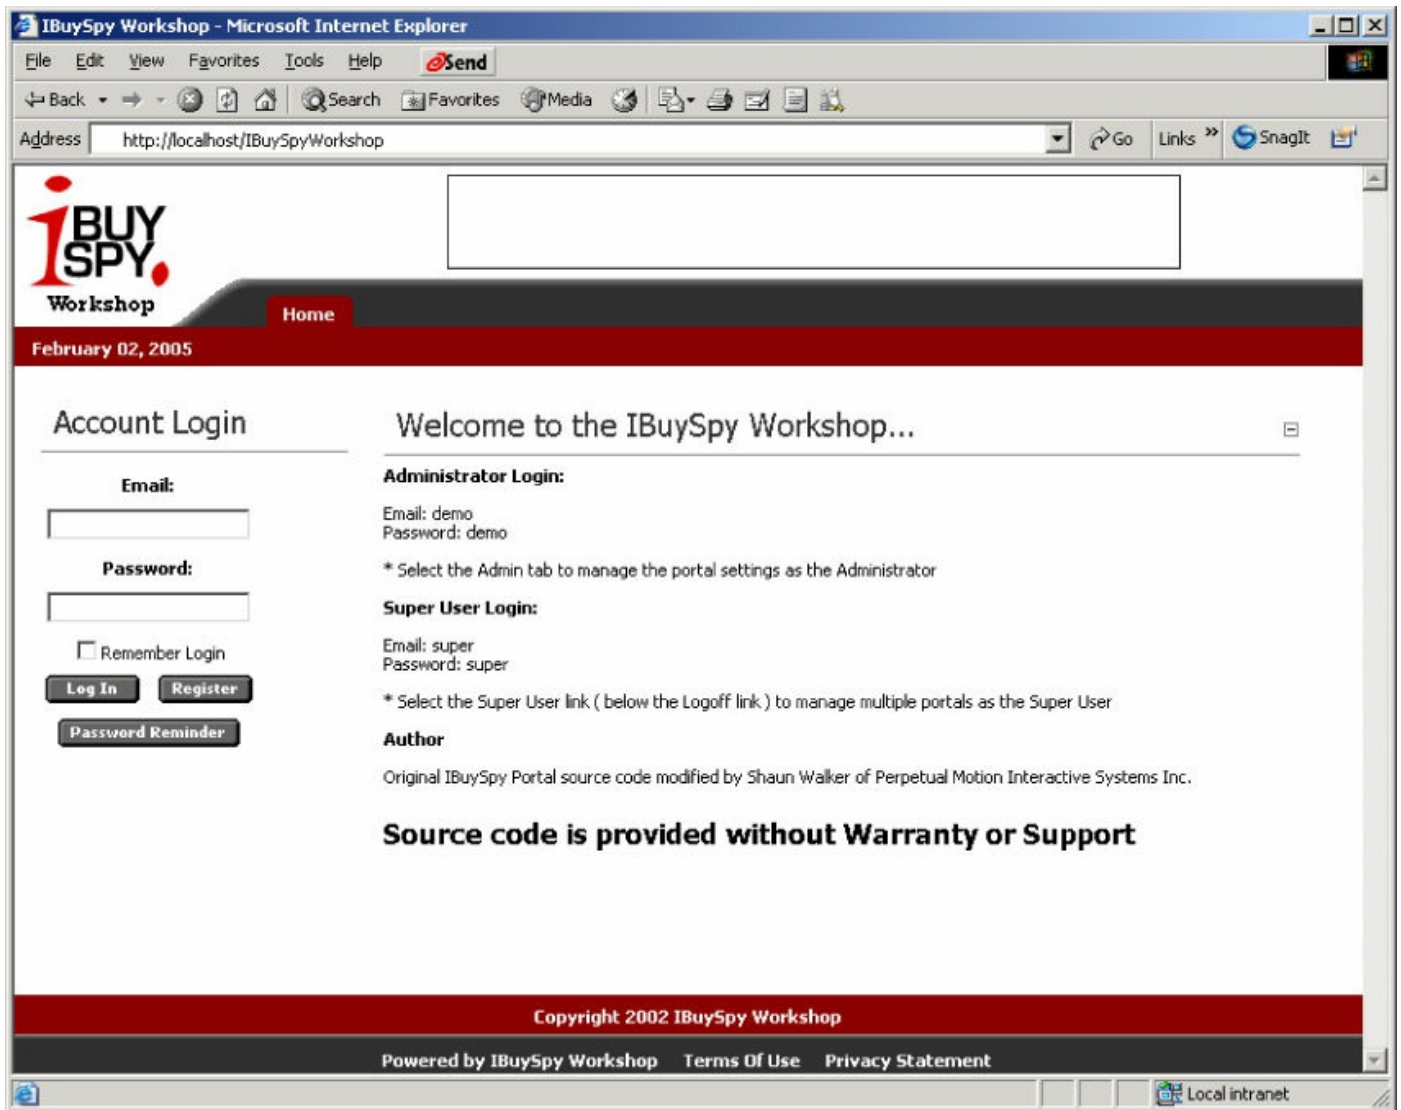 IBuySpy Workshop - Microsoft Internet Explorer
File Edit View Favorites Tools Help Send
Back Search Favorites Media
Address http://localhost/IBuySpyWorkshop Go Links » SnagIt
iBUY
SPY.
Workshop
Home
February 02, 2005
Account Login
Email:
Password:
Remember Login
Log In Register
Password Reminder
Welcome to the IBuySpy Workshop...
Administrator Login:
Email: demo
Password: demo
* Select the Admin tab to manage the portal settings as the Administrator
Super User Login:
Email: super
Password: super
* Select the Super User link ( below the Logoff link ) to manage multiple portals as the Super User
Author
Original IBuySpy Portal source code modified by Shaun Walker of Perpetual Motion Interactive Systems Inc.
Source code is provided without Warranty or Support
Copyright 2002 IBuySpy Workshop
Powered by IBuySpy Workshop Terms Of Use Privacy Statement
Local intranet